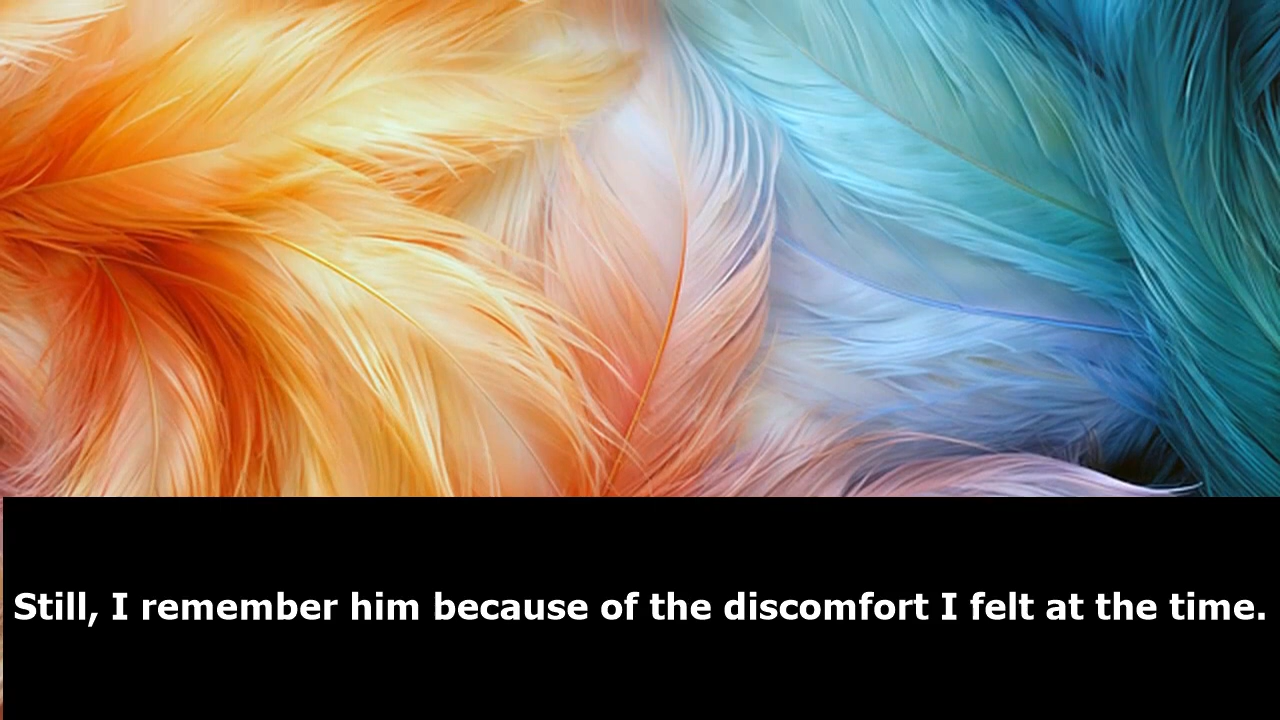 Still, I remember him because of the discomfort I felt at the time.